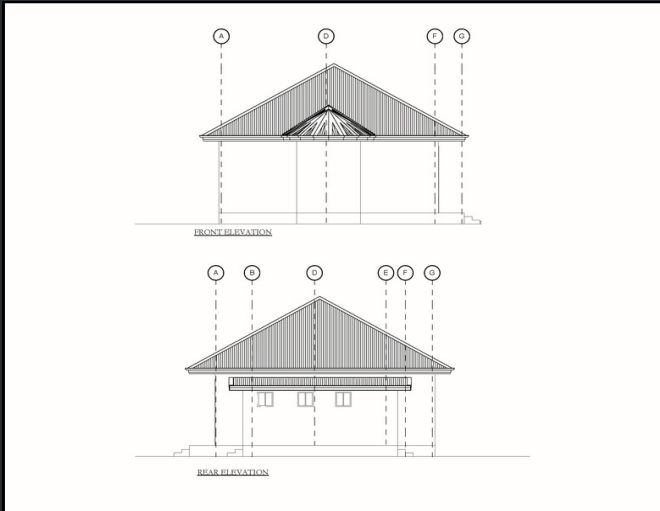 A D F G
FRONT ELEVATION
A B D E F G
REAR ELEVATION